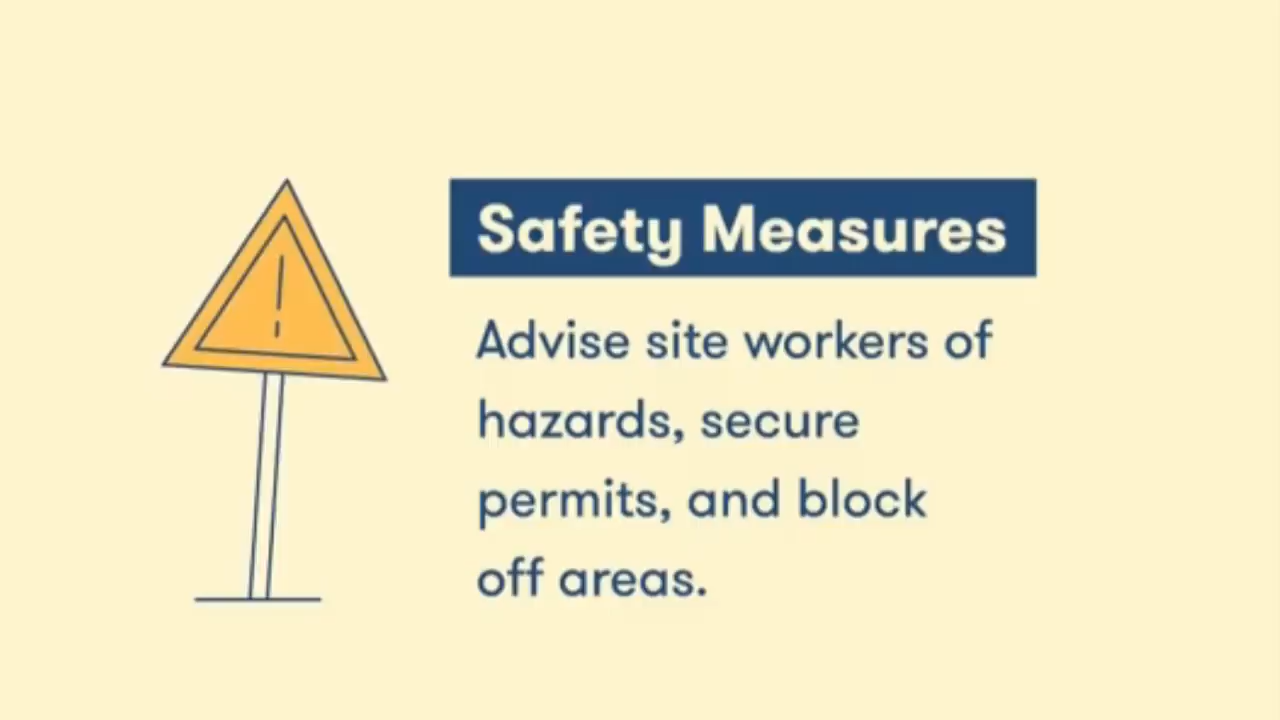 Safety Measures
Advise site workers of
hazards, secure
permits, and block
off areas.